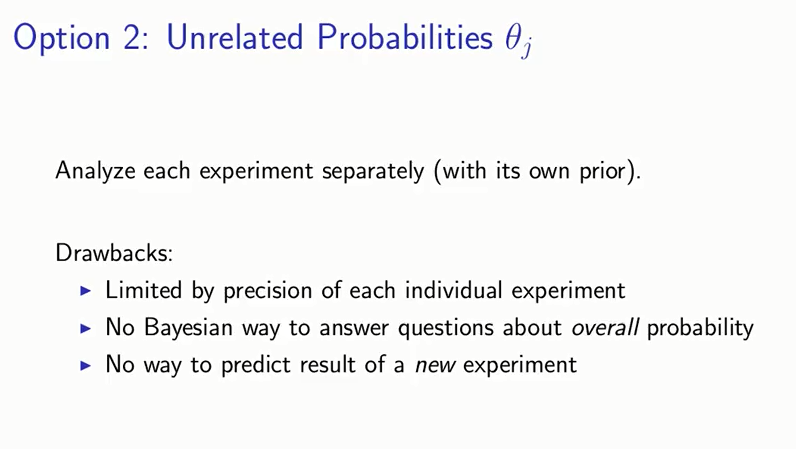 Option 2: Unrelated Probabilities θⱼ
Analyze each experiment separately (with its own prior).
Drawbacks:
▶ Limited by precision of each individual experiment
▶ No Bayesian way to answer questions about overall probability
▶ No way to predict result of a new experiment